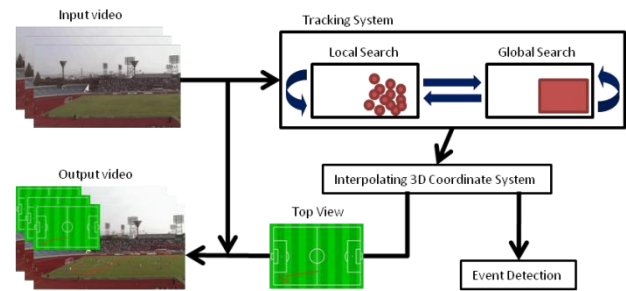 Input video
Tracking System
Local Search
Global Search
Output video
Interpolating 3D Coordinate System
Top View
Event Detection